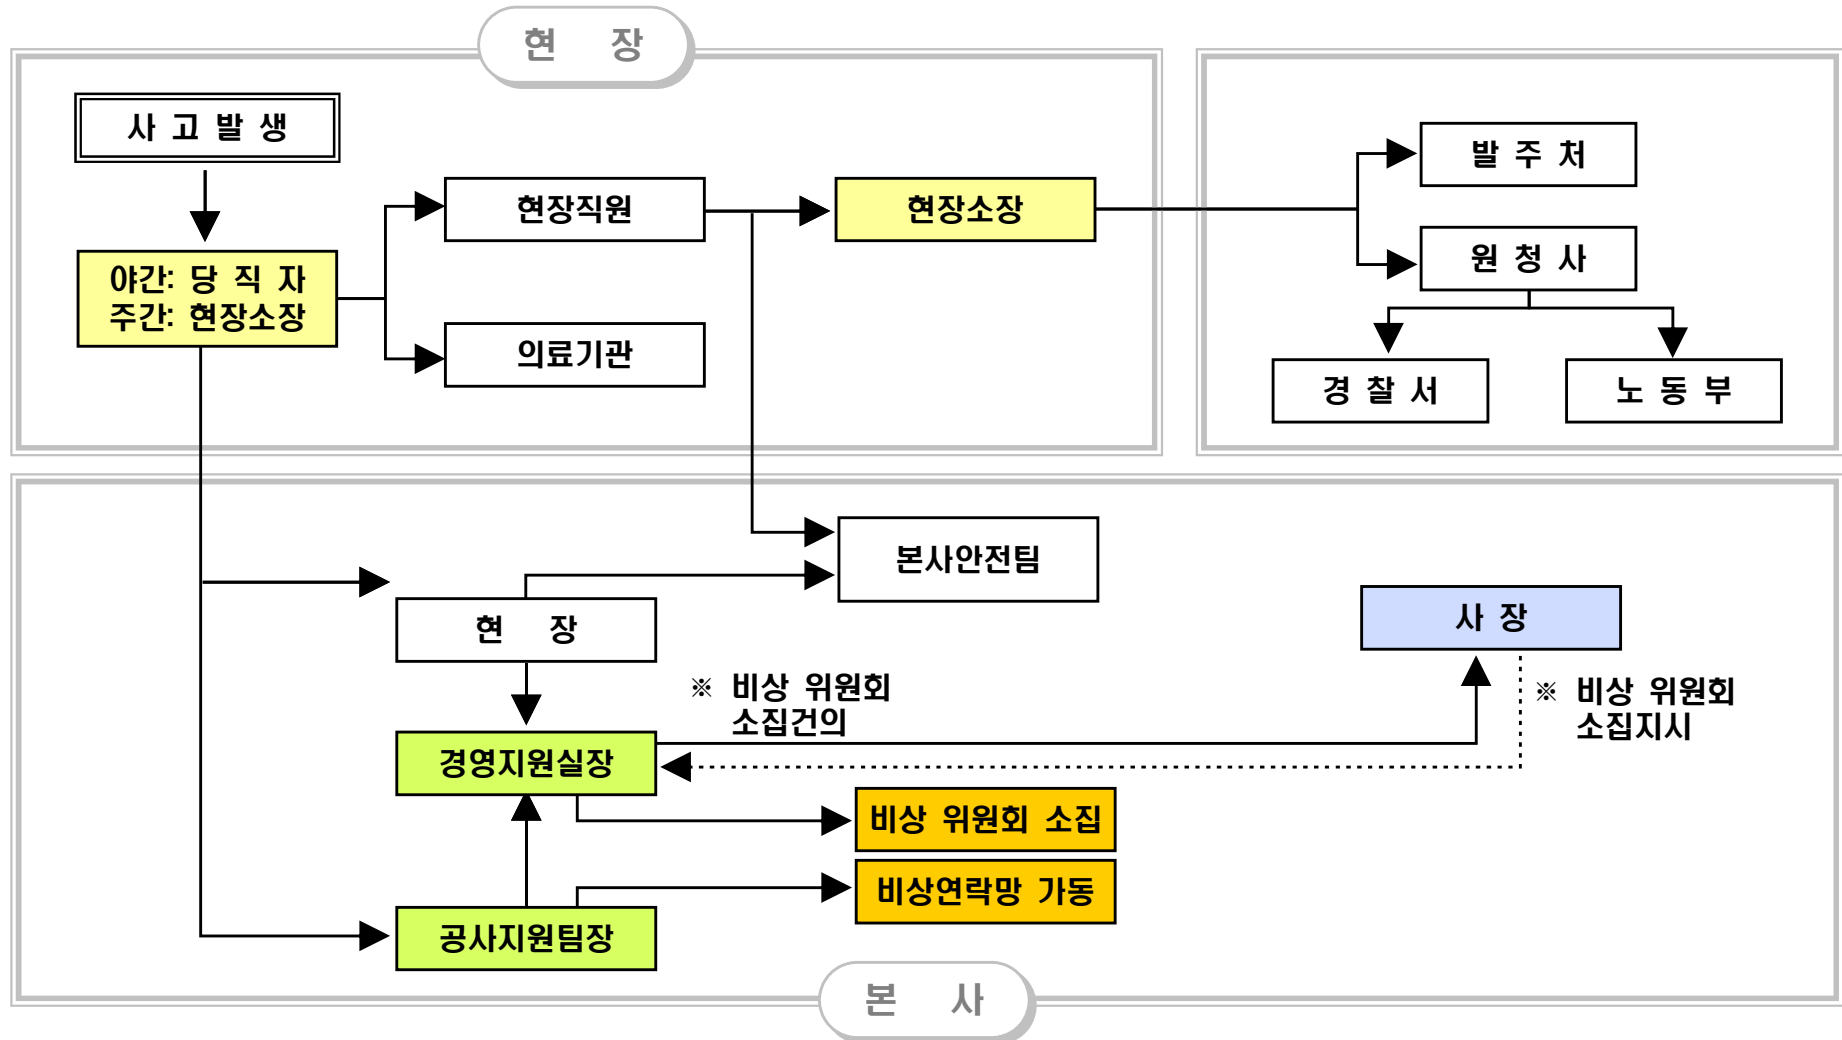 현 장
사 고 발 생
발 주 처
현장직원
현장소장
원 청 사
야간: 당 직 자
주간: 현장소장
의료기관
경 찰 서
노 동 부
본사안전팀
현 장
사 장
※ 비상 위원회
소집건의
※ 비상 위원회
소집지시
경영지원실장
비상 위원회 소집
비상연락망 가동
공사지원팀장
본 사